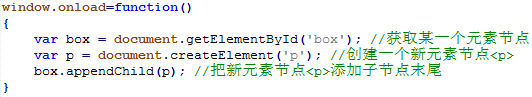 window.onload=function()
{
    var box = document.getElementById('box'); //获取某一个元素节点
    var p = document.createElement('p'); //创建一个新元素节点<p>
    box.appendChild(p); //把新元素节点<p>添加子节点末尾
}